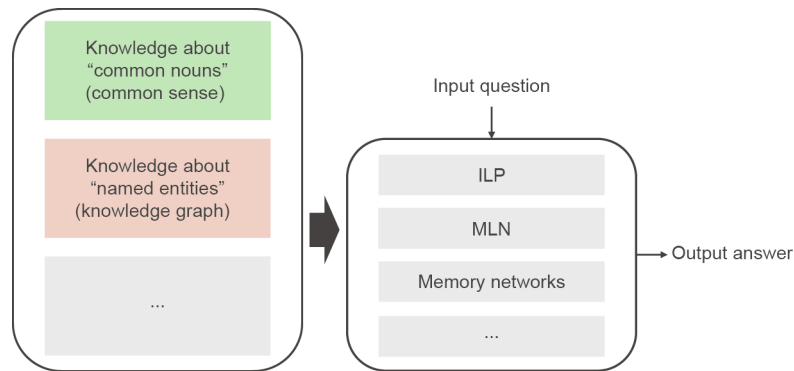 Knowledge about
“common nouns”
(common sense)
Knowledge about
“named entities”
(knowledge graph)
...
Input question
ILP
MLN
Memory networks
...
Output answer